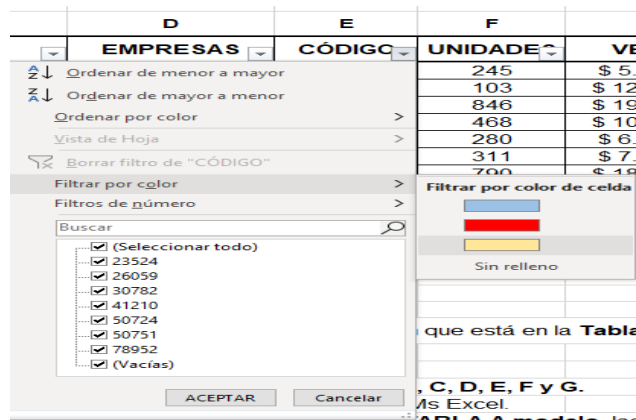 D E F
EMPRESAS CÓDIGO UNIDADES VE
Ordenar de menor a mayor 245 $ 5.
Ordenar de mayor a menor 103 $ 12
Ordenar por color > 846 $ 19
468 $ 10
Vista de Hoja > 280 $ 6.
Borrar filtro de "CÓDIGO" 311 $ 7.
790 $ 18
Filtrar por color > Filtrar por color de celda
Filtros de número >
Buscar
(Seleccionar todo)
23524
26059 Sin relleno
30782
41210
50724
50751 que está en la Tabla
78952
(Vacías)
ACEPTAR Cancelar
, C, D, E, F y G.
Ms Excel.